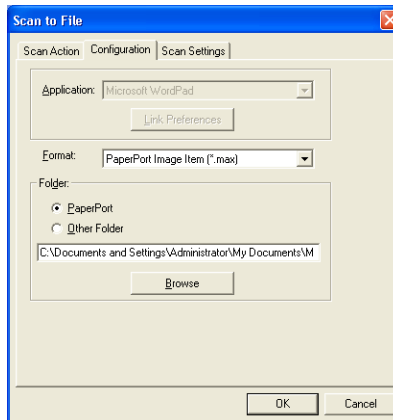 Scan to File
Scan Action Configuration Scan Settings
Application: Microsoft WordPad
Link Preferences
Format: PaperPort Image Item (*.max)
Folder:
PaperPort
Other Folder
C:\Documents and Settings\Administrator\My Documents\M
Browse
OK Cancel